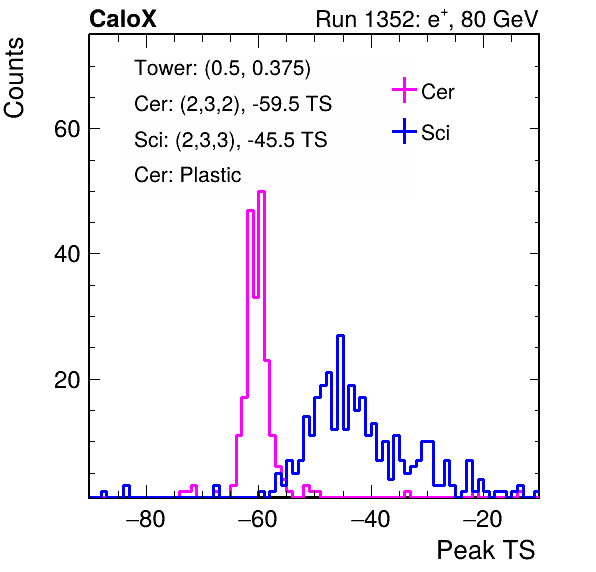 CaloX Run 1352: e⁺, 80 GeV
Counts
Tower: (0.5, 0.375)
Cer: (2,3,2), -59.5 TS
Sci: (2,3,3), -45.5 TS
Cer: Plastic
Cer
Sci
60
40
20
−80 −60 −40 −20
Peak TS